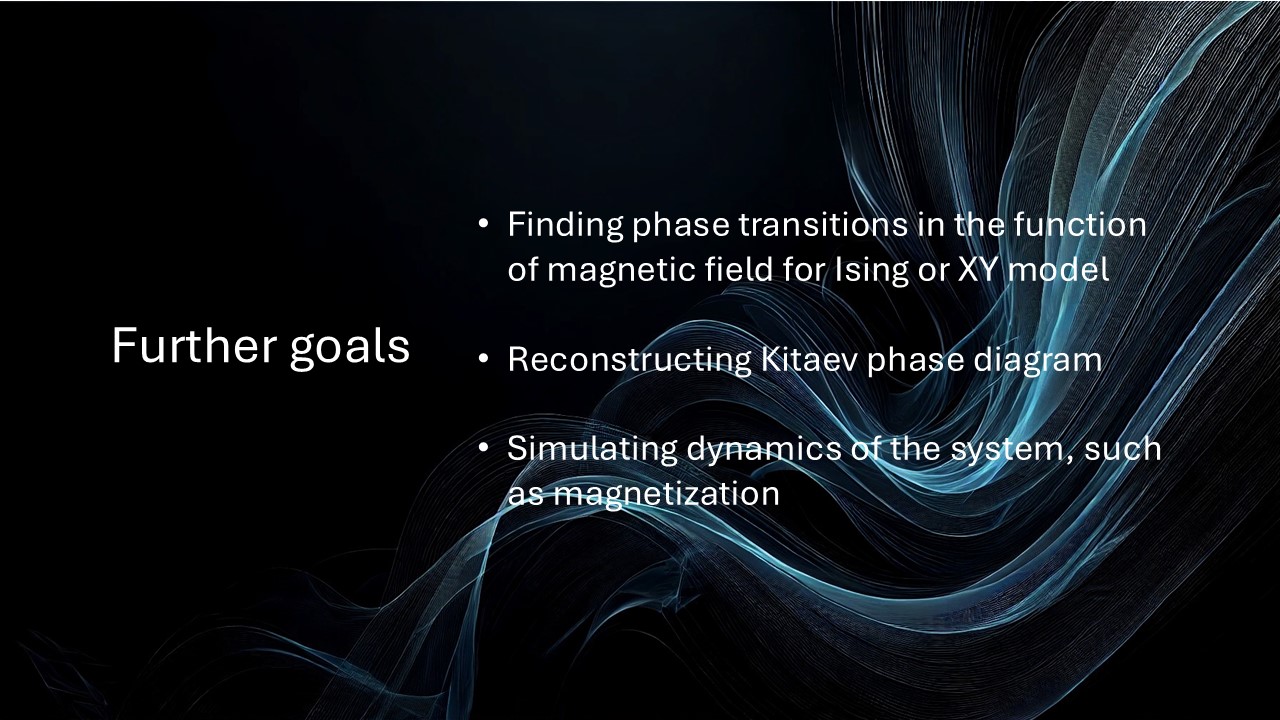 Further goals
• Finding phase transitions in the function
of magnetic field for Ising or XY model
• Reconstructing Kitaev phase diagram
• Simulating dynamics of the system, such
as magnetization